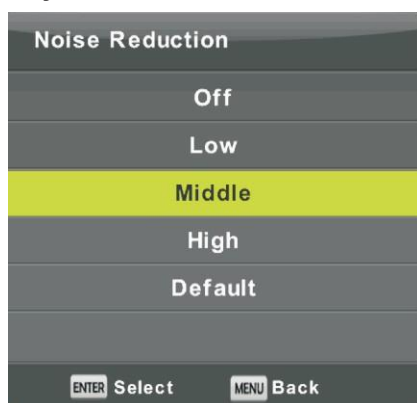 Noise Reduction
Off
Low
Middle
High
Default
ENTER Select MENU Back